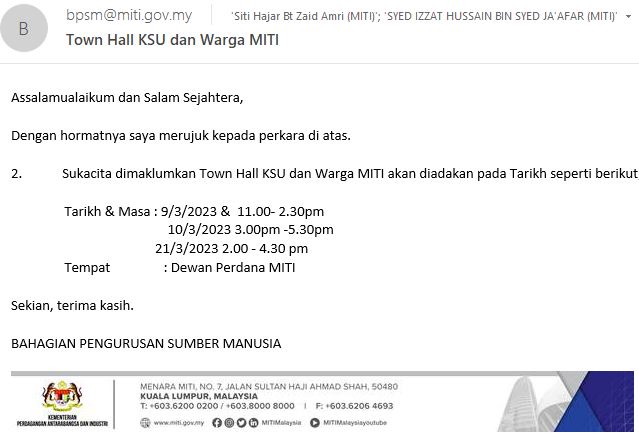 B
bpsm@miti.gov.my
'Siti Hajar Bt Zaid Amri (MITI)'; 'SYED IZZAT HUSSAIN BIN SYED JA'AFAR (MITI)'
Town Hall KSU dan Warga MITI
Assalamualaikum dan Salam Sejahtera,
Dengan hormatnya saya merujuk kepada perkara di atas.
2. Sukacita dimaklumkan Town Hall KSU dan Warga MITI akan diadakan pada Tarikh seperti berikut
Tarikh & Masa : 9/3/2023 & 11.00- 2.30pm
10/3/2023 3.00pm -5.30pm
21/3/2023 2.00 - 4.30 pm
Tempat : Dewan Perdana MITI
Sekian, terima kasih.
BAHAGIAN PENGURUSAN SUMBER MANUSIA
KEMENTERIAN
PERDAGANGAN ANTARABANGSA DAN INDUSTRI
MENARA MITI, NO. 7, JALAN SULTAN HAJI AHMAD SHAH, 50480
KUALA LUMPUR, MALAYSIA
T: +603.6200 0200 / +603.8000 8000 I F: +603.6206 4693
www.miti.gov.my MITIMalaysia MITIMalaysiayoutube